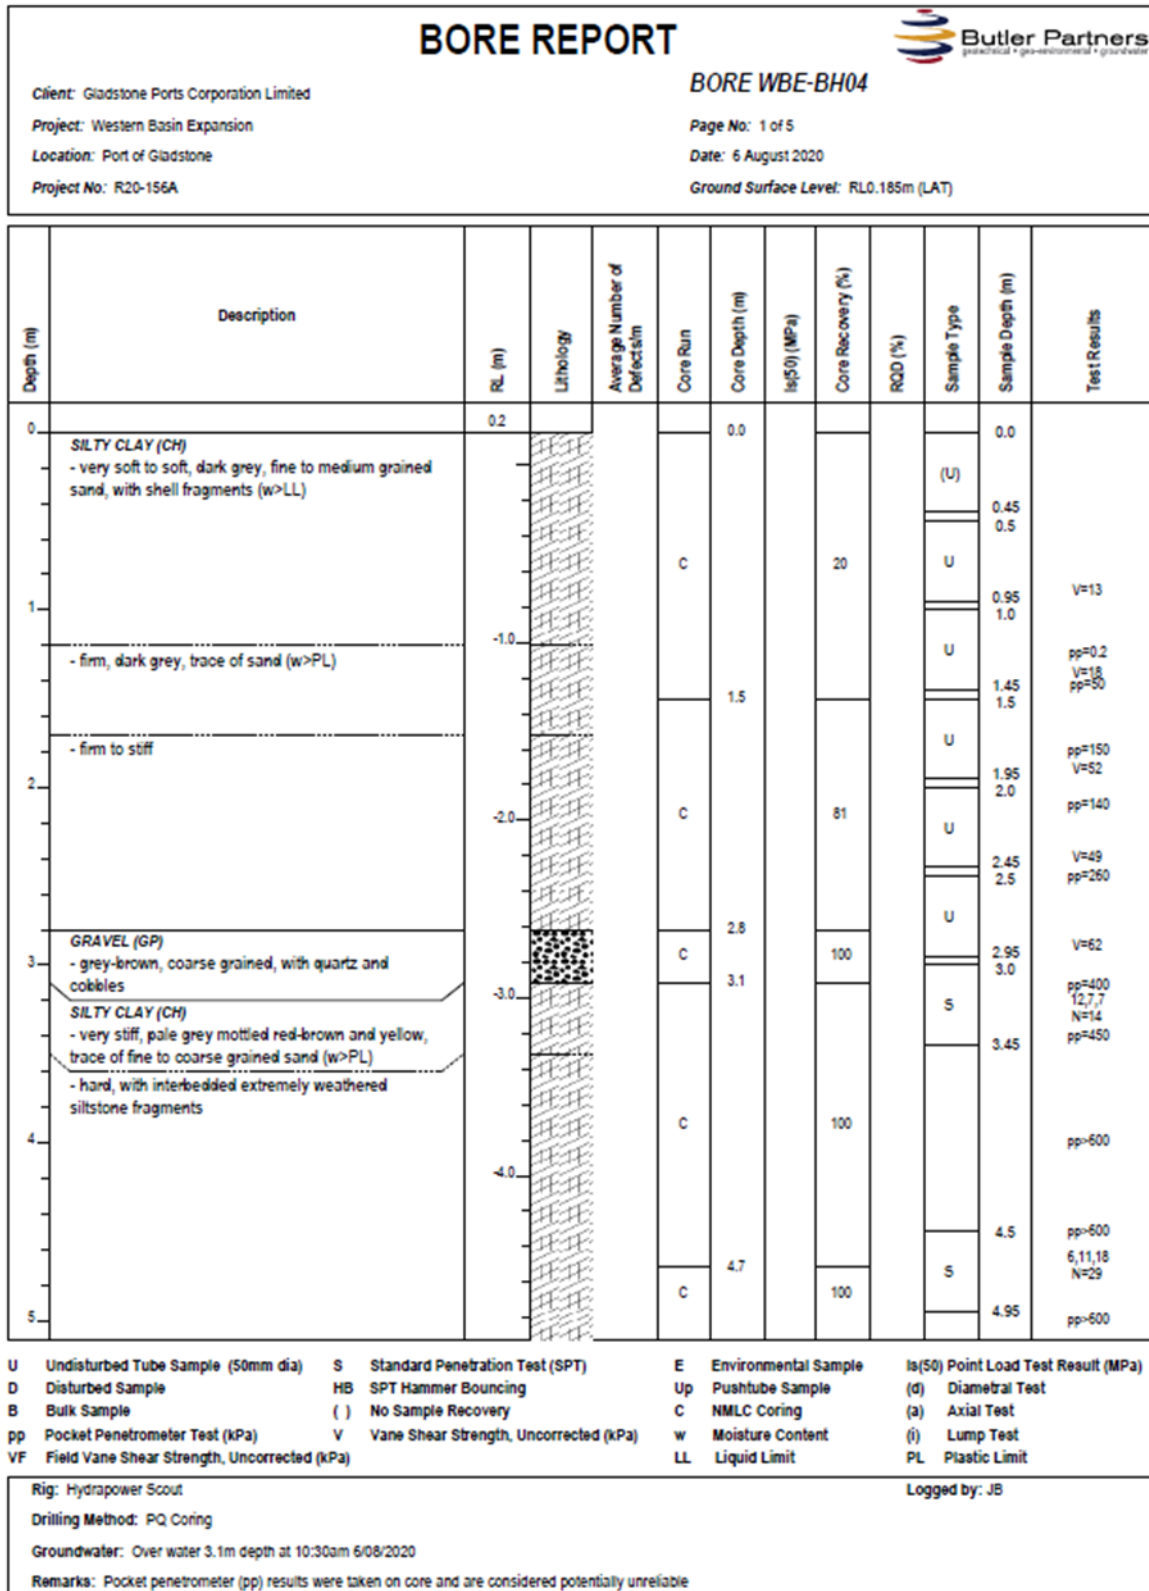 BORE REPORT
Butler Partners
geotechnical • geo-environmental • groundwater
Client: Gladstone Ports Corporation Limited
BORE WBE-BH04
Project: Western Basin Expansion
Page No: 1 of 5
Location: Port of Gladstone
Date: 6 August 2020
Project No: R20-156A
Ground Surface Level: RL0.185m (LAT)
Depth (m)
Description
RL (m)
Lithology
Average Number of
Defects/m
Core Run
Core Depth (m)
Is(50) (MPa)
Core Recovery (%)
RQD (%)
Sample Type
Sample Depth (m)
Test Results
0 0.2 0.0 0.0
SILTY CLAY (CH)
- very soft to soft, dark grey, fine to medium grained
sand, with shell fragments (w>LL)
(U)
0.45
0.5
C 20 U
V=13
0.95
1
1.0
-1.0
U pp=0.2
- firm, dark grey, trace of sand (w>PL)
V=18
1.45 pp=50
1.5 1.5
- firm to stiff
U pp=150
V=52
1.95
2
2.0
pp=140
-2.0 C 81
U
V=49
2.45
2.5 pp=260
U
2.8
GRAVEL (GP)
V=62
2.95
- grey-brown, coarse grained, with quartz and
cobbles
C 100
3 3.0
3.1
pp=400
-3.0
S 12,7,7
N=14
SILTY CLAY (CH)
- very stiff, pale grey mottled red-brown and yellow,
trace of fine to coarse grained sand (w>PL)
pp=450
3.45
- hard, with interbedded extremely weathered
siltstone fragments
C 100
4 pp>600
-4.0
4.5 pp>600
6,11,18
4.7 S N=29
C 100
4.95
5 pp>600
U Undisturbed Tube Sample (50mm dia) S Standard Penetration Test (SPT) E Environmental Sample Is(50) Point Load Test Result (MPa)
D Disturbed Sample HB SPT Hammer Bouncing Up Pushtube Sample (d) Diametral Test
B Bulk Sample ( ) No Sample Recovery C NMLC Coring (a) Axial Test
pp Pocket Penetrometer Test (kPa) V Vane Shear Strength, Uncorrected (kPa) w Moisture Content (i) Lump Test
VF Field Vane Shear Strength, Uncorrected (kPa) LL Liquid Limit PL Plastic Limit
Rig: Hydrapower Scout Logged by: JB
Drilling Method: PQ Coring
Groundwater: Over water 3.1m depth at 10:30am 6/08/2020
Remarks: Pocket penetrometer (pp) results were taken on core and are considered potentially unreliable